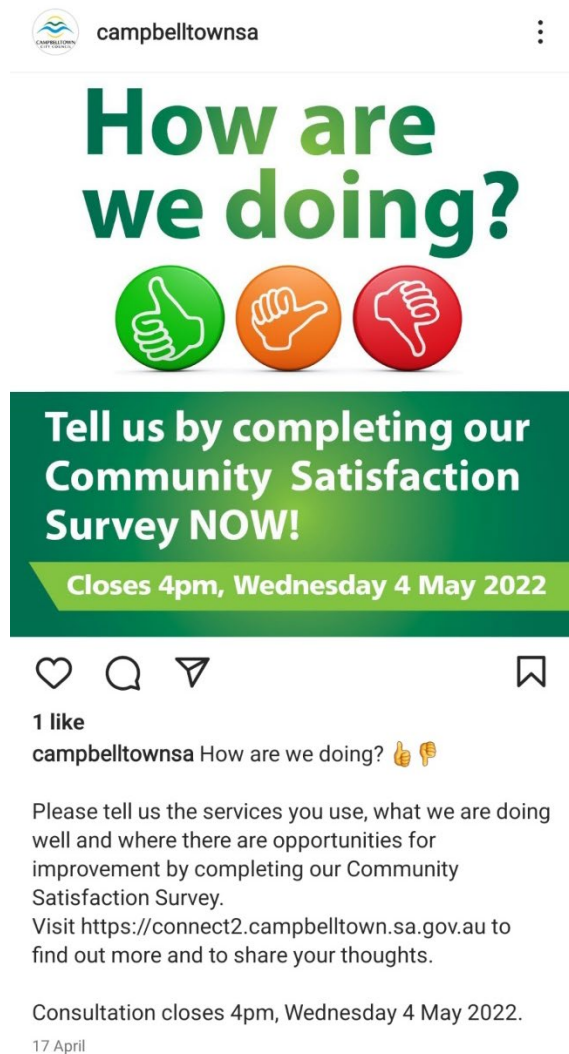 CAMPBELLTOWN
CITY COUNCIL
campbelltownsa
How are
we doing?
Tell us by completing our
Community Satisfaction
Survey NOW!
Closes 4pm, Wednesday 4 May 2022
1 like
campbelltownsa How are we doing? 👍👎
Please tell us the services you use, what we are doing
well and where there are opportunities for
improvement by completing our Community
Satisfaction Survey.
Visit https://connect2.campbelltown.sa.gov.au to
find out more and to share your thoughts.
Consultation closes 4pm, Wednesday 4 May 2022.
17 April